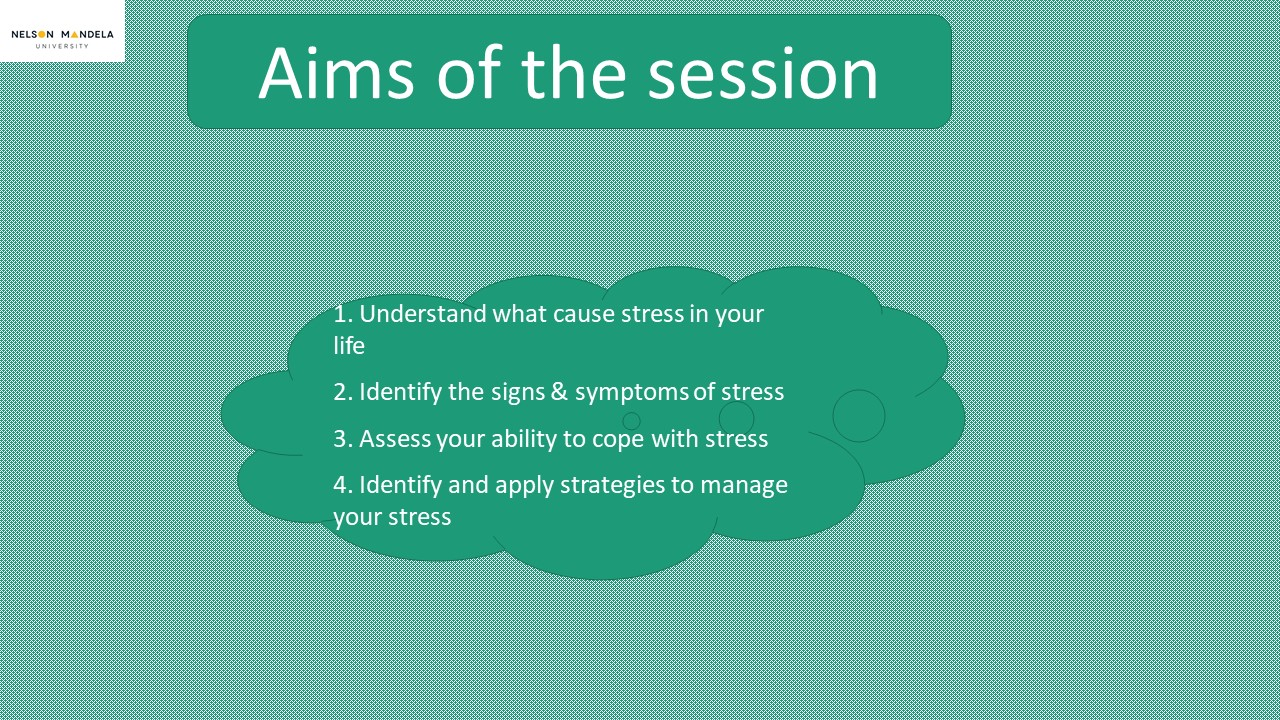 NELSON MANDELA
UNIVERSITY
Aims of the session
1. Understand what cause stress in your
life
2. Identify the signs & symptoms of stress
3. Assess your ability to cope with stress
4. Identify and apply strategies to manage
your stress